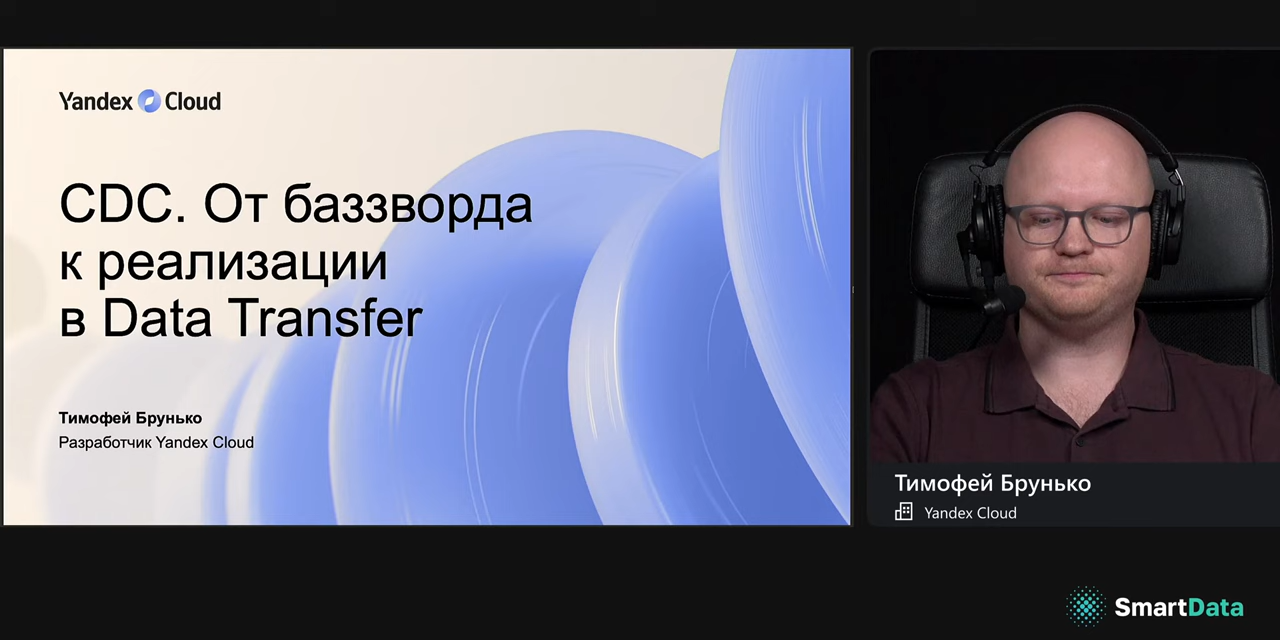 Yandex Cloud
CDC. От баззворда
к реализации
в Data Transfer
Тимофей Брунько
Разработчик Yandex Cloud
Тимофей Брунько
Yandex Cloud
SmartData